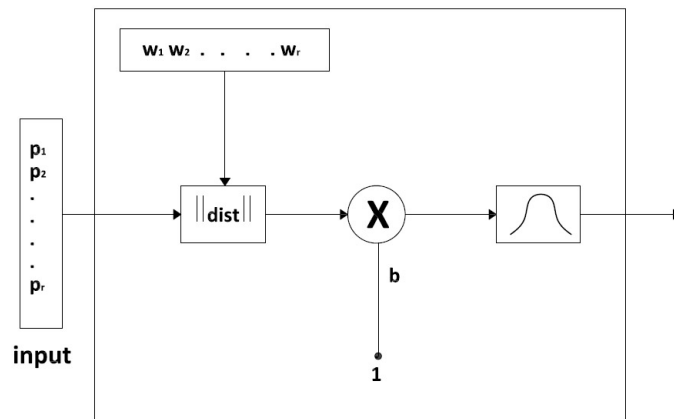 w₁ w₂ . . . . wᵣ
p₁
p₂
.
.
.
.
pᵣ
||dist||
X
b
1
input